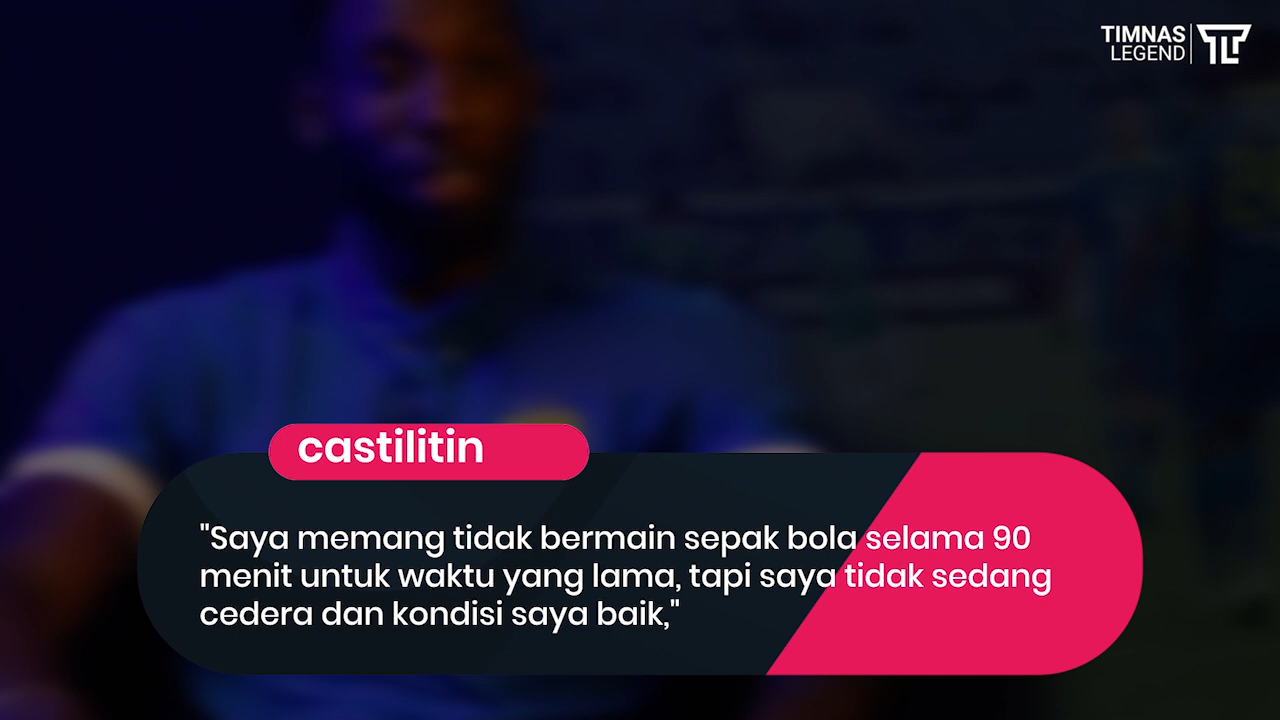 TIMNAS
LEGEND
castilitin
"Saya memang tidak bermain sepak bola selama 90
menit untuk waktu yang lama, tapi saya tidak sedang
cedera dan kondisi saya baik,"